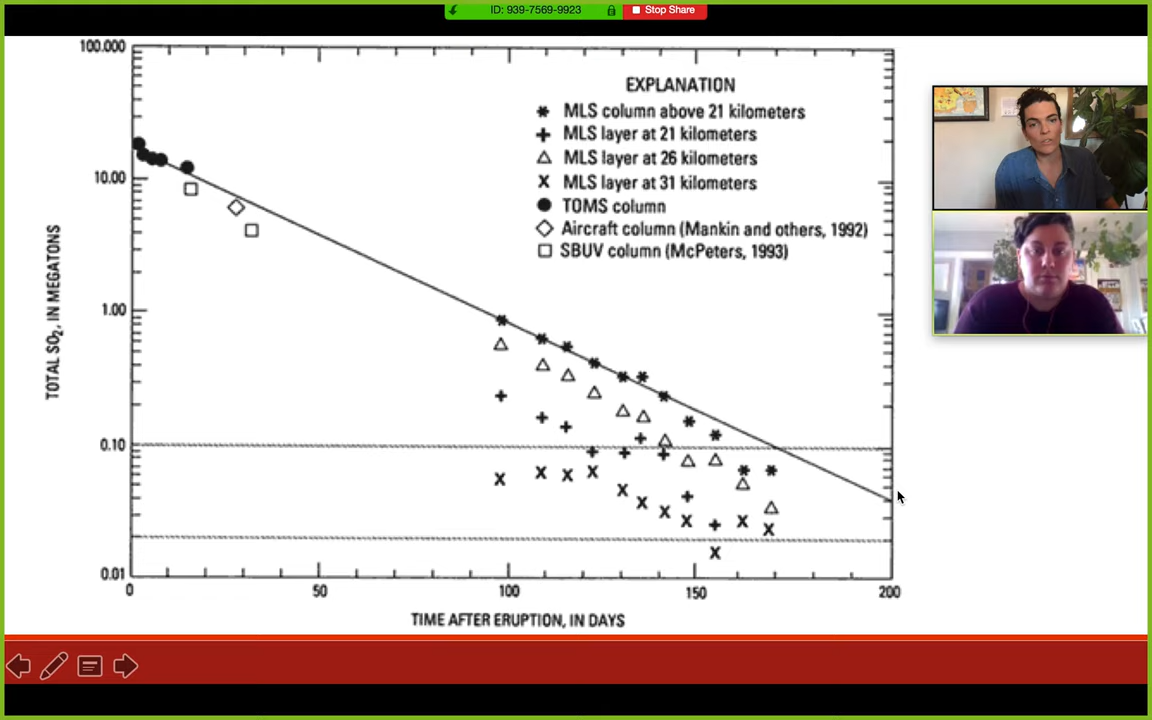 ID: 939-7569-9923
Stop Share
100.000
10.00
1.00
0.10
0.01
TOTAL SO₂, IN MEGATONS
EXPLANATION
MLS column above 21 kilometers
MLS layer at 21 kilometers
MLS layer at 26 kilometers
MLS layer at 31 kilometers
TOMS column
Aircraft column (Mankin and others, 1992)
SBUV column (McPeters, 1993)
0 50 100 150 200
TIME AFTER ERUPTION, IN DAYS